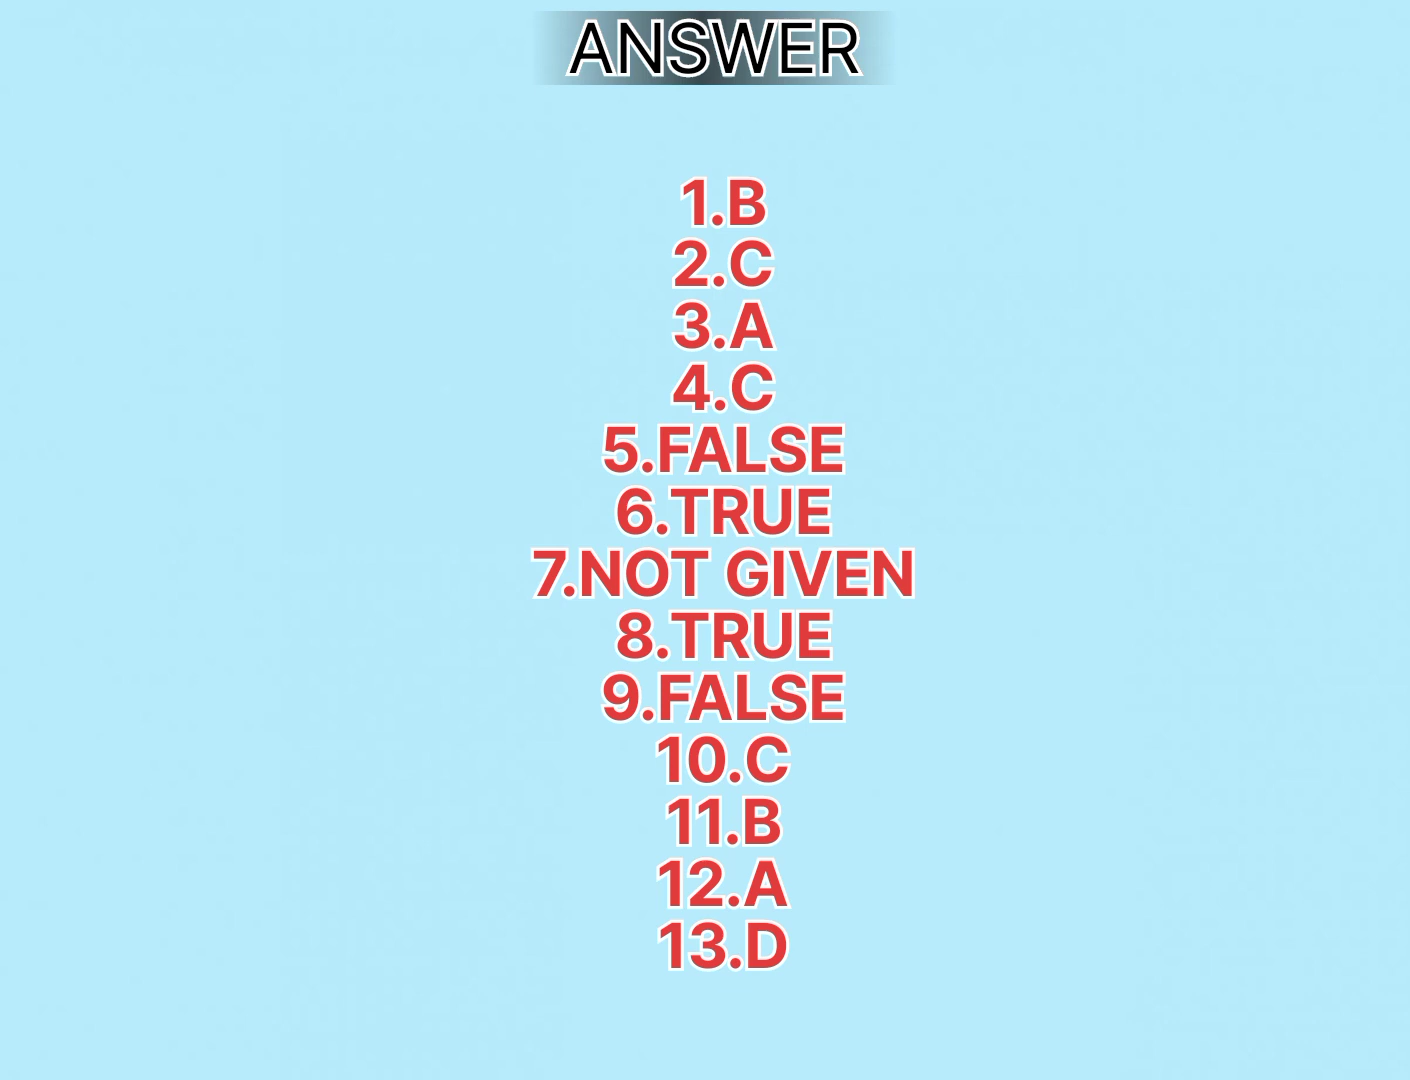 ANSWER
1.B
2.C
3.A
4.C
5.FALSE
6.TRUE
7.NOT GIVEN
8.TRUE
9.FALSE
10.C
11.B
12.A
13.D